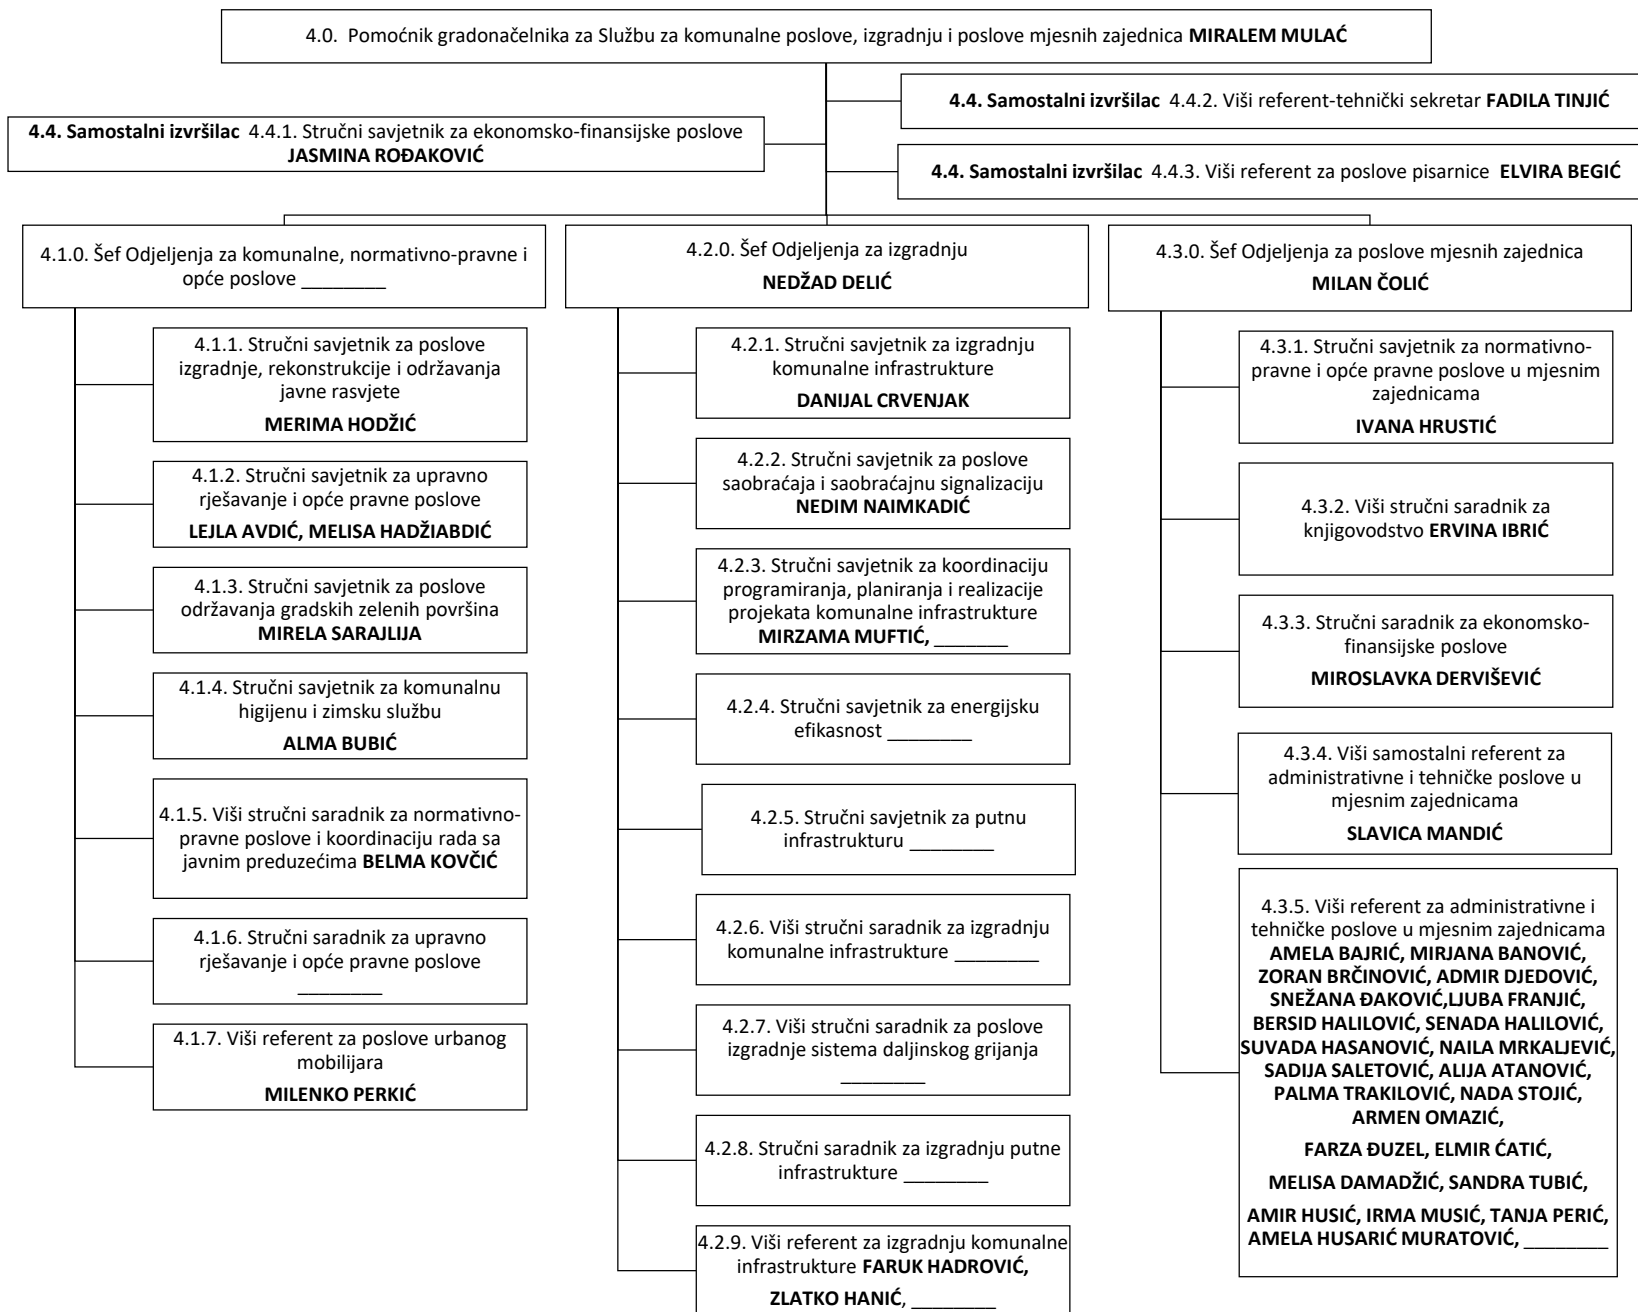 4.0. Pomoćnik gradonačelnika za Službu za komunalne poslove, izgradnju i poslove mjesnih zajednica MIRALEM MULAĆ
4.4. Samostalni izvršilac 4.4.2. Viši referent-tehnički sekretar FADILA TINJIĆ
4.4. Samostalni izvršilac 4.4.1. Stručni savjetnik za ekonomsko-finansijske poslove
JASMINA ROĐAKOVIĆ
4.4. Samostalni izvršilac 4.4.3. Viši referent za poslove pisarnice ELVIRA BEGIĆ
4.1.0. Šef Odjeljenja za komunalne, normativno-pravne i
opće poslove ________
4.1.1. Stručni savjetnik za poslove
izgradnje, rekonstrukcije i održavanja
javne rasvjete
MERIMA HODŽIĆ
4.1.2. Stručni savjetnik za upravno
rješavanje i opće pravne poslove
LEJLA AVDIĆ, MELISA HADŽIABDIĆ
4.1.3. Stručni savjetnik za poslove
održavanja gradskih zelenih površina
MIRELA SARAJLIJA
4.1.4. Stručni savjetnik za komunalnu
higijenu i zimsku službu
ALMA BUBIĆ
4.1.5. Viši stručni saradnik za normativno-
pravne poslove i koordinaciju rada sa
javnim preduzećima BELMA KOVČIĆ
4.1.6. Stručni saradnik za upravno
rješavanje i opće pravne poslove
________
4.1.7. Viši referent za poslove urbanog
mobilijara
MILENKO PERKIĆ
4.2.0. Šef Odjeljenja za izgradnju
NEDŽAD DELIĆ
4.2.1. Stručni savjetnik za izgradnju
komunalne infrastrukture
DANIJAL CRVENJAK
4.2.2. Stručni savjetnik za poslove
saobraćaja i saobraćajnu signalizaciju
NEDIM NAIMKADIĆ
4.2.3. Stručni savjetnik za koordinaciju
programiranja, planiranja i realizacije
projekata komunalne infrastrukture
MIRZAMA MUFTIĆ, _______
4.2.4. Stručni savjetnik za energijsku
efikasnost ________
4.2.5. Stručni savjetnik za putnu
infrastrukturu ________
4.2.6. Viši stručni saradnik za izgradnju
komunalne infrastrukture ________
4.2.7. Viši stručni saradnik za poslove
izgradnje sistema daljinskog grijanja
________
4.2.8. Stručni saradnik za izgradnju putne
infrastrukture ________
4.2.9. Viši referent za izgradnju komunalne
infrastrukture FARUK HADROVIĆ,
ZLATKO HANIĆ, ________
4.3.0. Šef Odjeljenja za poslove mjesnih zajednica
MILAN ČOLIĆ
4.3.1. Stručni savjetnik za normativno-
pravne i opće pravne poslove u mjesnim
zajednicama
IVANA HRUSTIĆ
4.3.2. Viši stručni saradnik za
knjigovodstvo ERVINA IBRIĆ
4.3.3. Stručni saradnik za ekonomsko-
finansijske poslove
MIROSLAVKA DERVIŠEVIĆ
4.3.4. Viši samostalni referent za
administrativne i tehničke poslove u
mjesnim zajednicama
SLAVICA MANDIĆ
4.3.5. Viši referent za administrativne i
tehničke poslove u mjesnim zajednicama
AMELA BAJRIĆ, MIRJANA BANOVIĆ,
ZORAN BRČINOVIĆ, ADMIR DJEDOVIĆ,
SNEŽANA ĐAKOVIĆ,LJUBA FRANJIĆ,
BERSID HALILOVIĆ, SENADA HALILOVIĆ,
SUVADA HASANOVIĆ, NAILA MRKALJEVIĆ,
SADIJA SALETOVIĆ, ALIJA ATANOVIĆ,
PALMA TRAKILOVIĆ, NADA STOJIĆ,
ARMEN OMAZIĆ,
FARZA ĐUZEL, ELMIR ĆATIĆ,
MELISA DAMADŽIĆ, SANDRA TUBIĆ,
AMIR HUSIĆ, IRMA MUSIĆ, TANJA PERIĆ,
AMELA HUSARIĆ MURATOVIĆ, ________